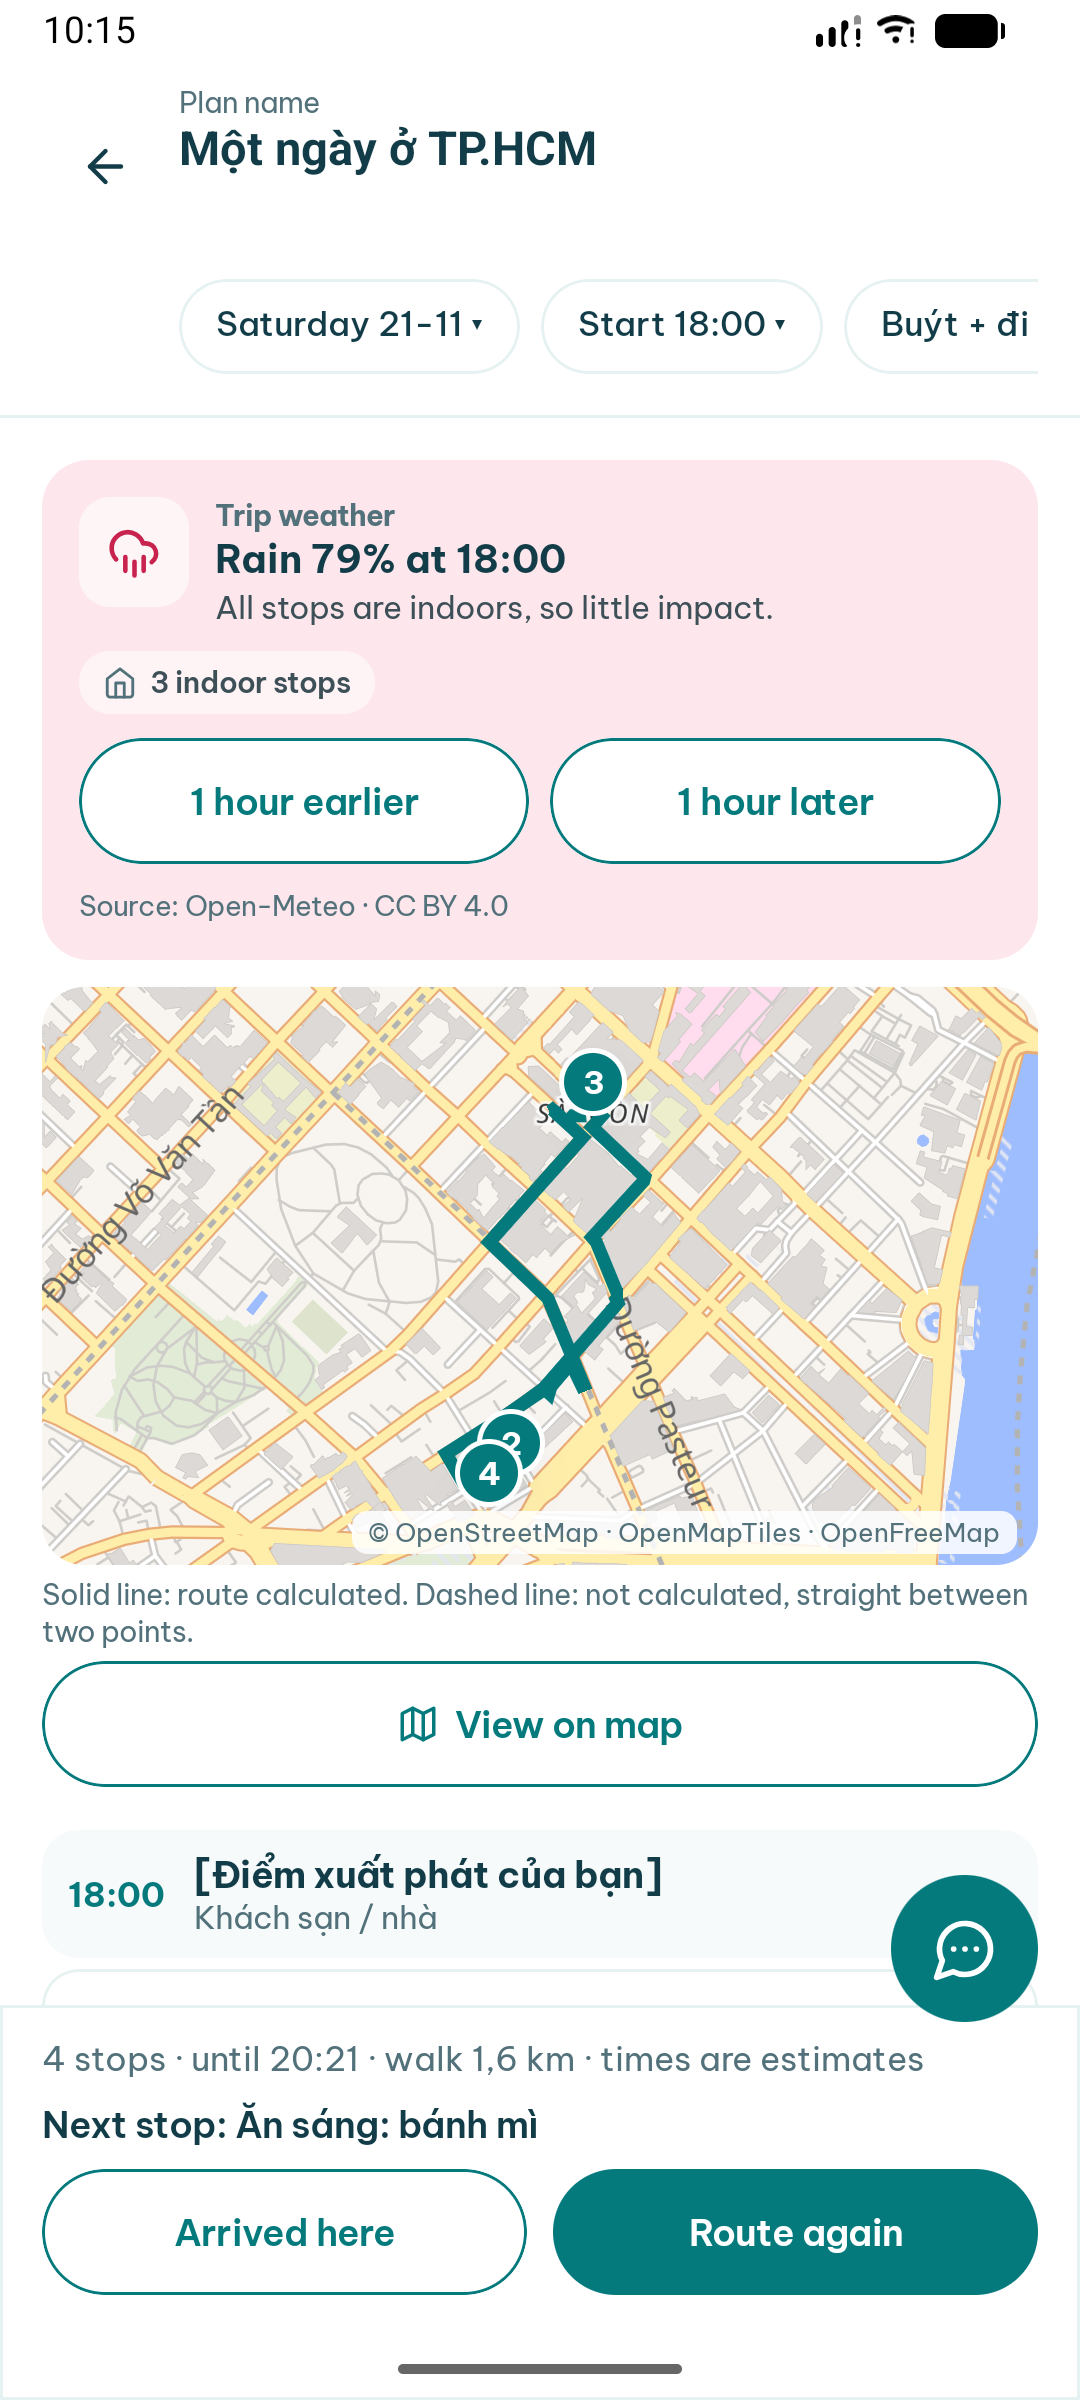 10:15
Plan name
Một ngày ở TP.HCM
Saturday 21-11 ▾
Start 18:00 ▾
Buýt + đi
Trip weather
Rain 79% at 18:00
All stops are indoors, so little impact.
3 indoor stops
1 hour earlier
1 hour later
Source: Open-Meteo · CC BY 4.0
3
Đường Võ Văn Tần
Đường Pasteur
2
4
© OpenStreetMap · OpenMapTiles · OpenFreeMap
Solid line: route calculated. Dashed line: not calculated, straight between
two points.
View on map
18:00
[Điểm xuất phát của bạn]
Khách sạn / nhà
4 stops · until 20:21 · walk 1,6 km · times are estimates
Next stop: Ăn sáng: bánh mì
Arrived here
Route again